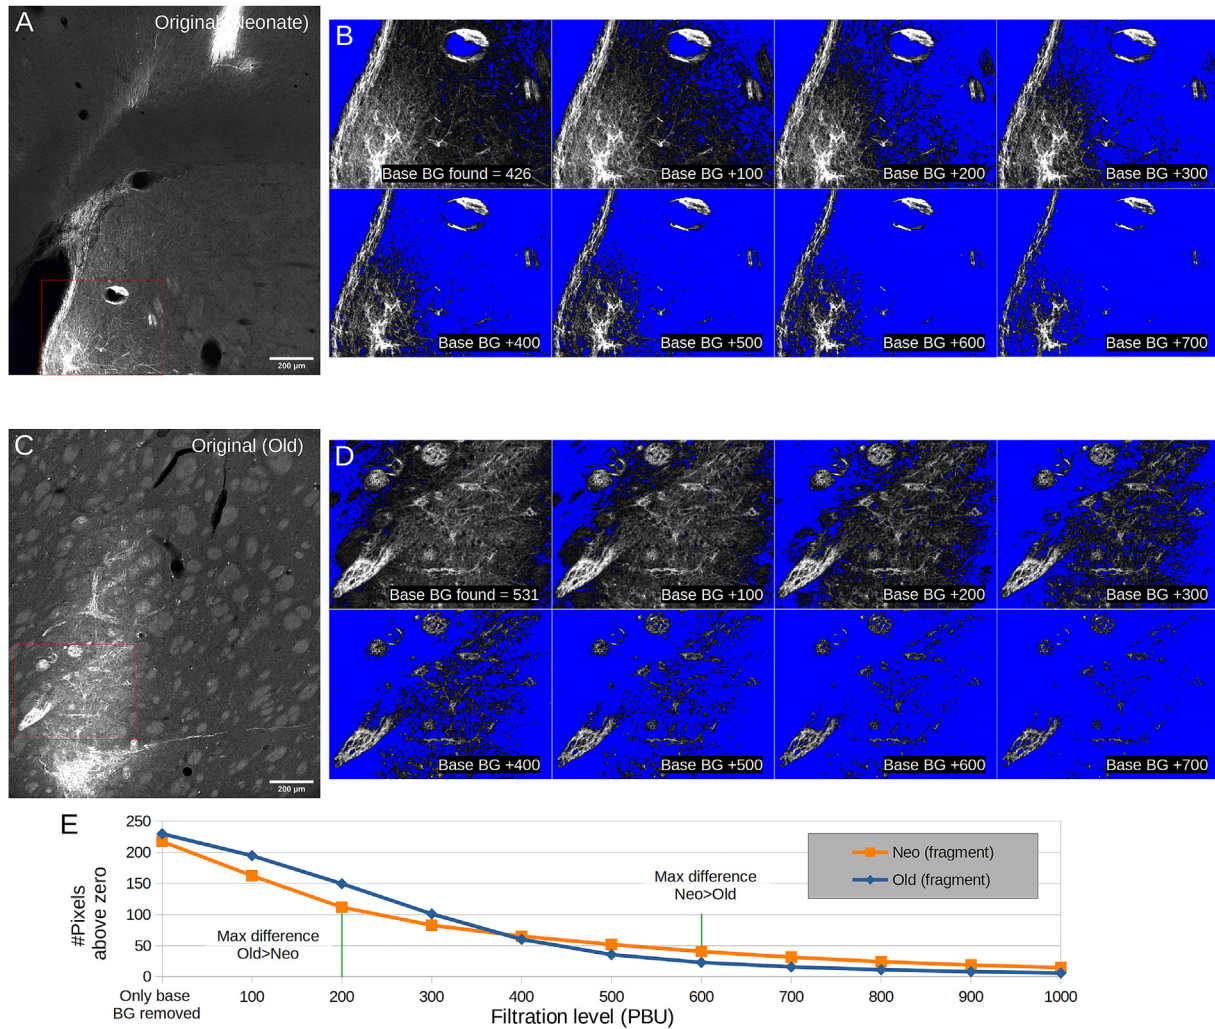 A
Original (Neonate)
200 µm
B
Base BG found = 426
Base BG +100
Base BG +200
Base BG +300
Base BG +400
Base BG +500
Base BG +600
Base BG +700
C
Original (Old)
200 µm
D
Base BG found = 531
Base BG +100
Base BG +200
Base BG +300
Base BG +400
Base BG +500
Base BG +600
Base BG +700
E
#Pixels
above zero
250
200
150
100
50
0
Max difference
Old>Neo
Max difference
Neo>Old
Neo (fragment)
Old (fragment)
Only base
BG removed
100
200
300
400
500
600
700
800
900
1000
Filtration level (PBU)